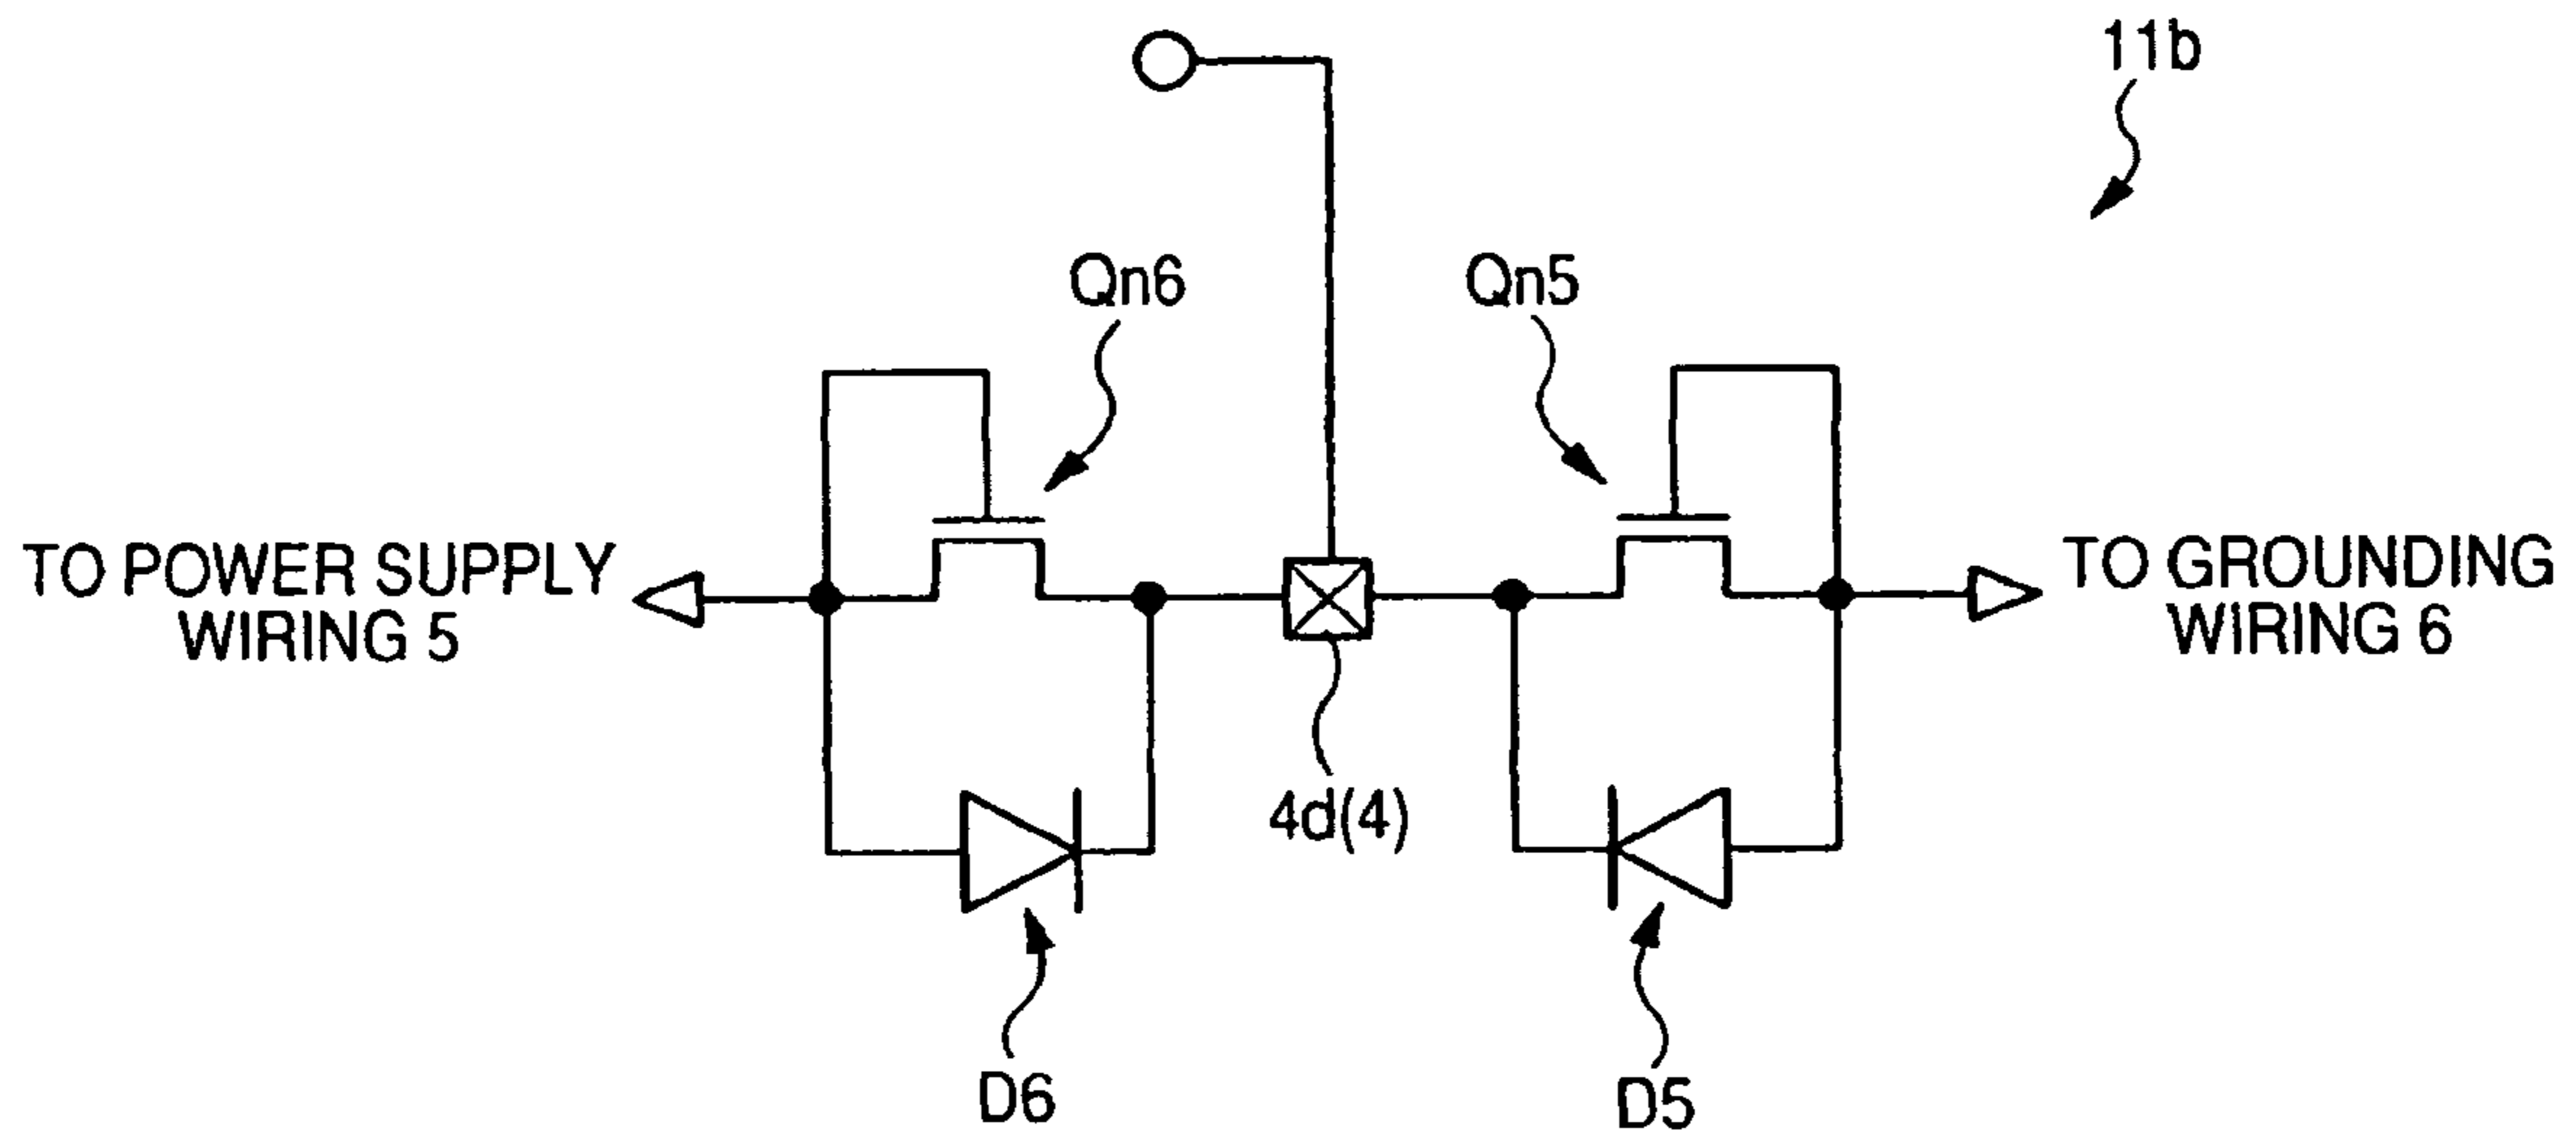 11b
Qn6
Qn5
TO POWER SUPPLY
WIRING 5
TO GROUNDING
WIRING 6
4d(4)
D6
D5